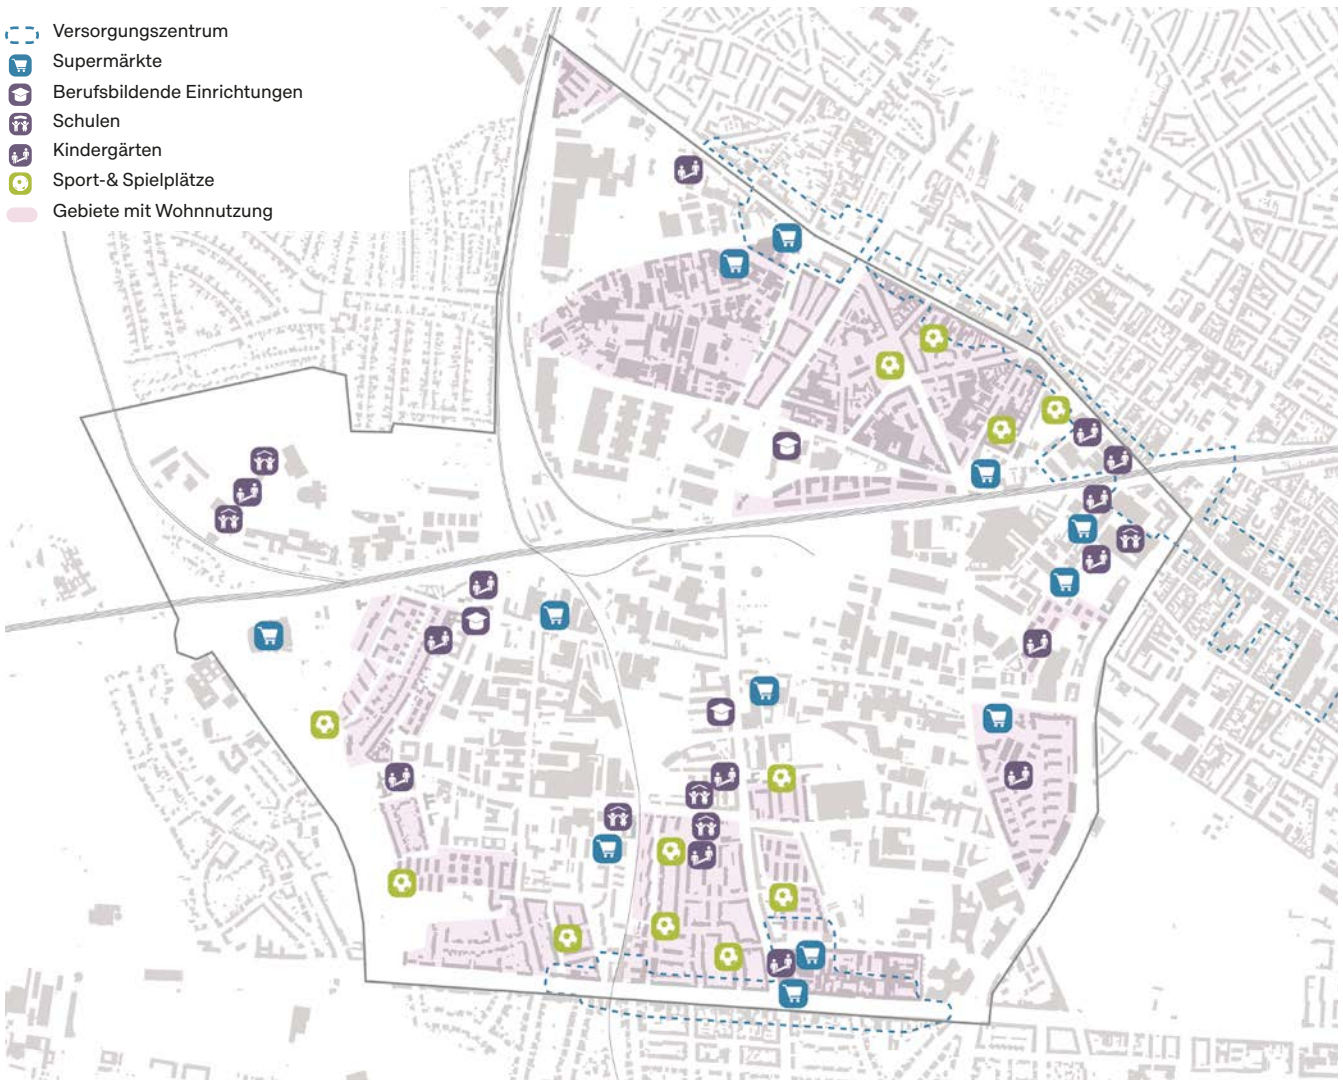 Versorgungszentrum
Supermärkte
Berufsbildende Einrichtungen
Schulen
Kindergärten
Sport-& Spielplätze
Gebiete mit Wohnnutzung